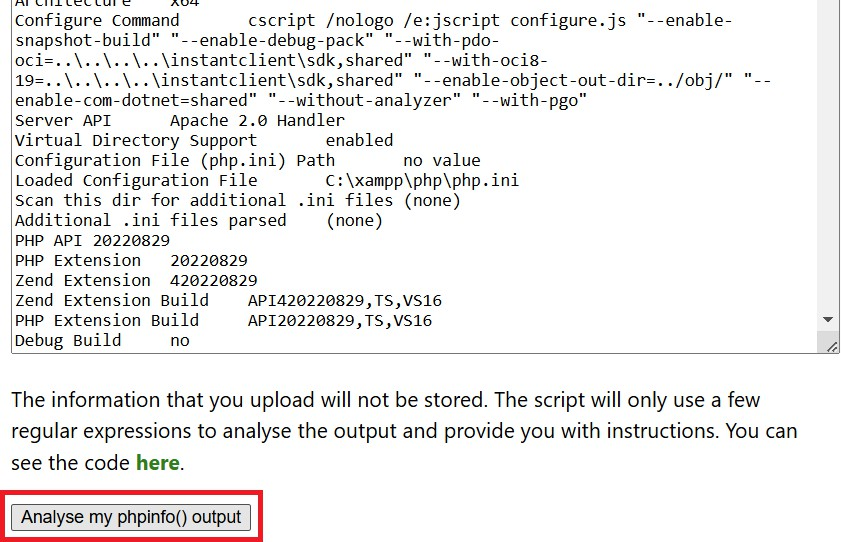 Architecture x64
Configure Command cscript /nologo /e:jscript configure.js "--enable-
snapshot-build" "--enable-debug-pack" "--with-pdo-
oci=..\..\..\..\instantclient\sdk,shared" "--with-oci8-
19=..\..\..\..\instantclient\sdk,shared" "--enable-object-out-dir=../obj/" "--
enable-com-dotnet=shared" "--without-analyzer" "--with-pgo"
Server API Apache 2.0 Handler
Virtual Directory Support enabled
Configuration File (php.ini) Path no value
Loaded Configuration File C:\xampp\php\php.ini
Scan this dir for additional .ini files (none)
Additional .ini files parsed (none)
PHP API 20220829
PHP Extension 20220829
Zend Extension 420220829
Zend Extension Build API420220829,TS,VS16
PHP Extension Build API20220829,TS,VS16
Debug Build no
The information that you upload will not be stored. The script will only use a few
regular expressions to analyse the output and provide you with instructions. You can
see the code here.
Analyse my phpinfo() output